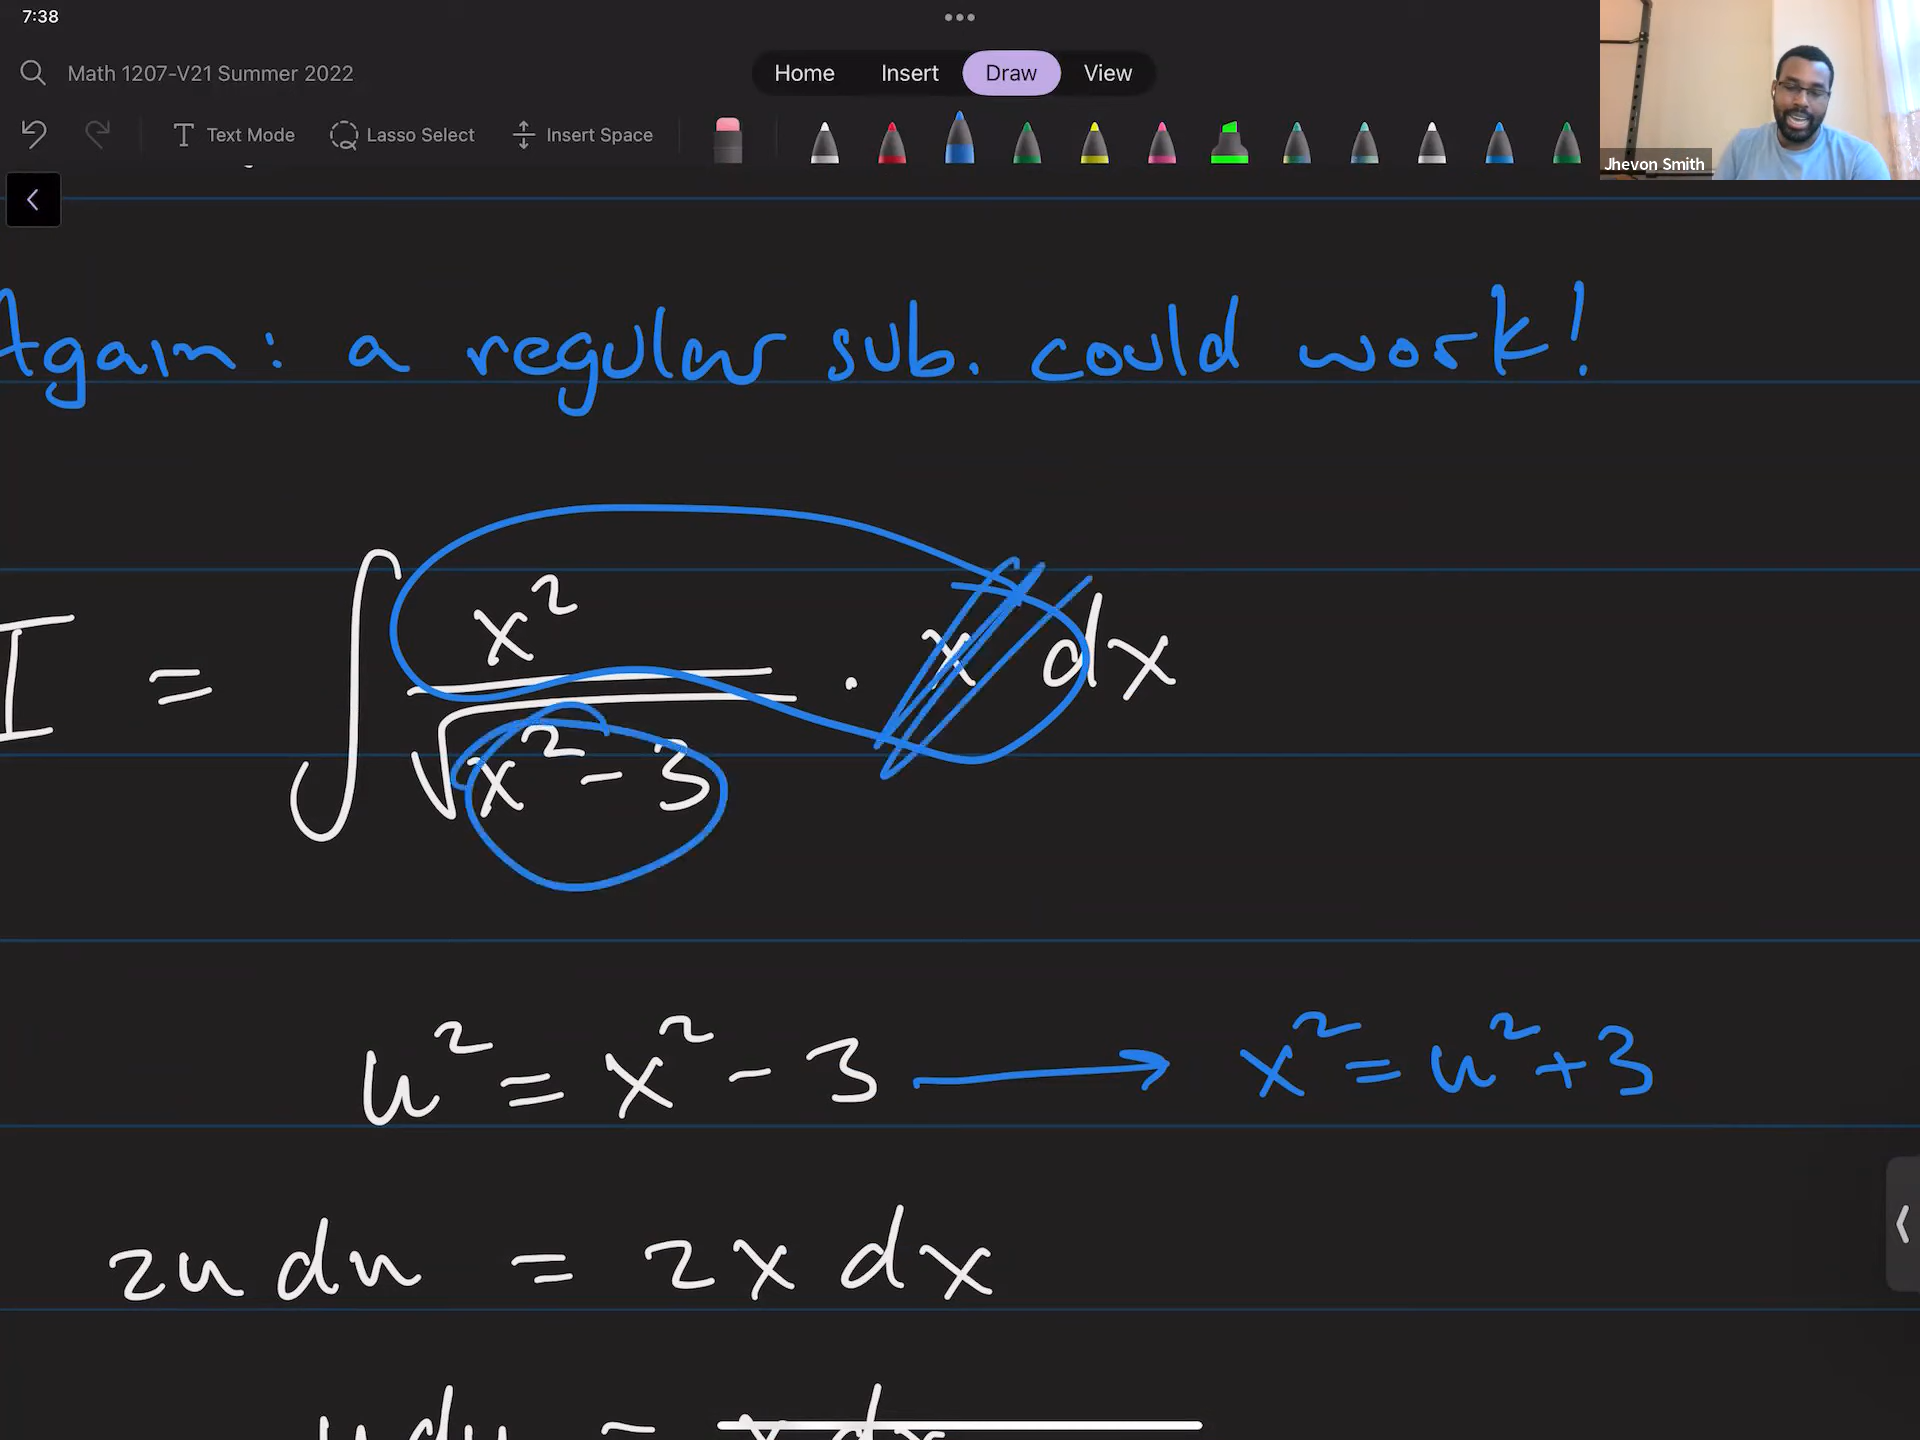 7:38
Math 1207-V21 Summer 2022
Home Insert Draw View
Text Mode Lasso Select Insert Space
Jhevon Smith
Again: a regular sub. could work!
I = ∫ x²/√(x²-3) · x dx
u² = x² - 3 → x² = u² + 3
2u du = 2x dx
u du = x dx